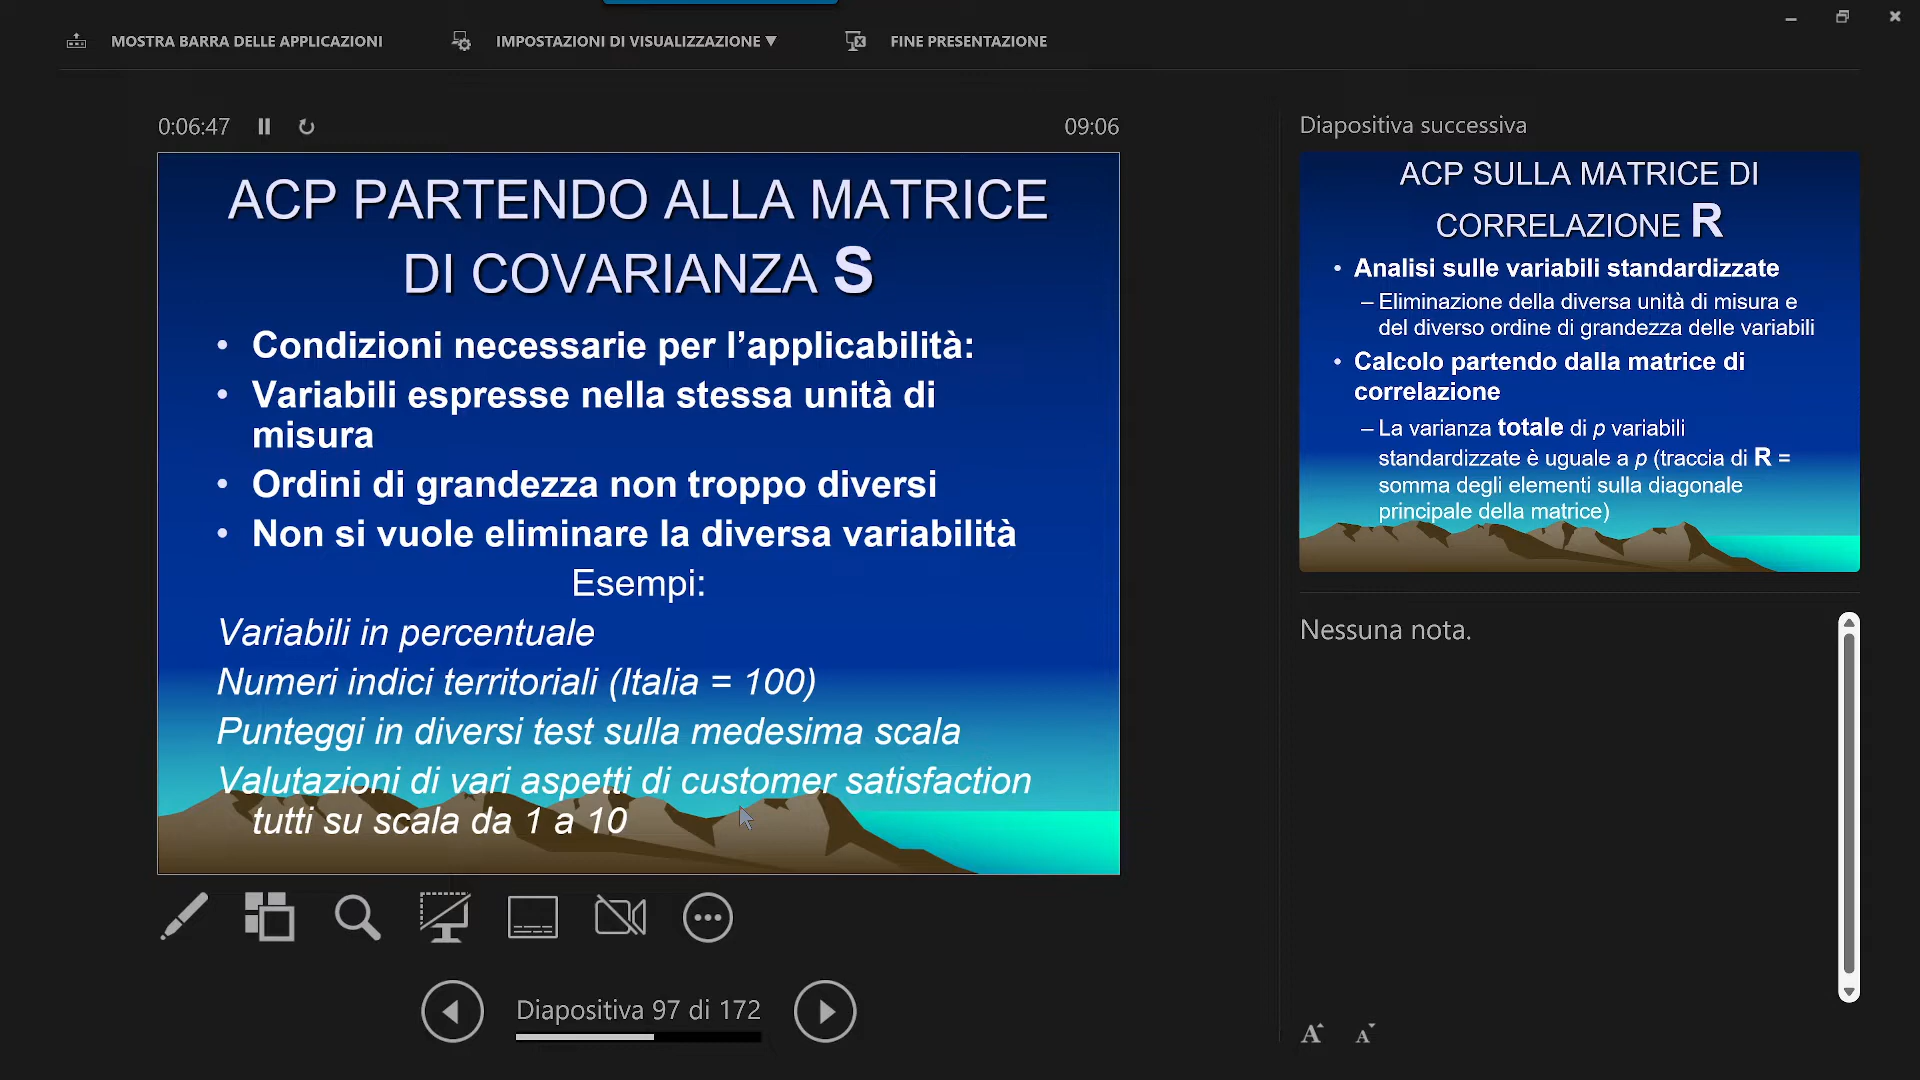 MOSTRA BARRA DELLE APPLICAZIONI
IMPOSTAZIONI DI VISUALIZZAZIONE ▼
FINE PRESENTAZIONE
0:06:47
09:06
ACP PARTENDO ALLA MATRICE
DI COVARIANZA S
• Condizioni necessarie per l’applicabilità:
• Variabili espresse nella stessa unità di
misura
• Ordini di grandezza non troppo diversi
• Non si vuole eliminare la diversa variabilità
Esempi:
Variabili in percentuale
Numeri indici territoriali (Italia = 100)
Punteggi in diversi test sulla medesima scala
Valutazioni di vari aspetti di customer satisfaction
tutti su scala da 1 a 10
Diapositiva 97 di 172
Diapositiva successiva
ACP SULLA MATRICE DI
CORRELAZIONE R
• Analisi sulle variabili standardizzate
– Eliminazione della diversa unità di misura e
del diverso ordine di grandezza delle variabili
• Calcolo partendo dalla matrice di
correlazione
– La varianza totale di p variabili
standardizzate è uguale a p (traccia di R =
somma degli elementi sulla diagonale
principale della matrice)
Nessuna nota.
A A